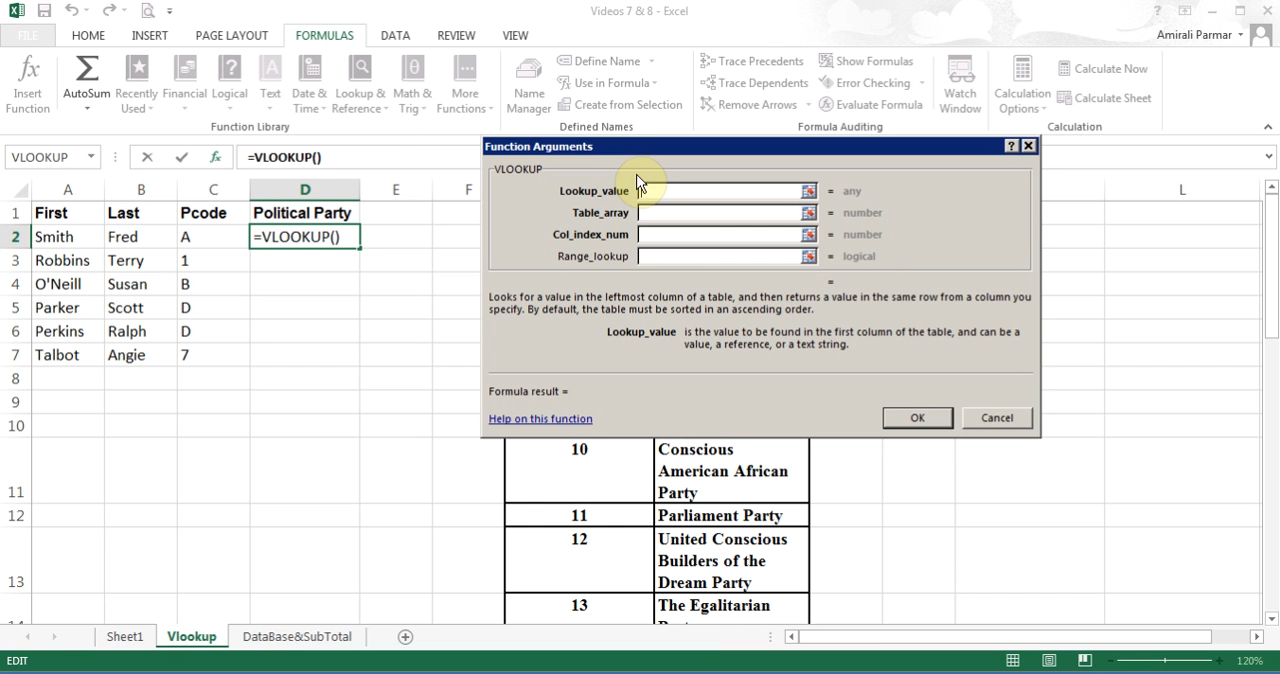 Videos 7 & 8 - Excel
?
FILE HOME INSERT PAGE LAYOUT FORMULAS DATA REVIEW VIEW Amirali Parmar
Insert Function
AutoSum
Recently Used
Financial
Logical
Text
Date & Time
Lookup & Reference
Math & Trig
More Functions
Function Library
Name Manager
Define Name
Use in Formula
Create from Selection
Defined Names
Trace Precedents
Trace Dependents
Remove Arrows
Show Formulas
Error Checking
Evaluate Formula
Formula Auditing
Watch Window
Calculation Options
Calculate Now
Calculate Sheet
Calculation
VLOOKUP fx =VLOOKUP()
A B C D E F L
1 First Last Pcode Political Party
2 Smith Fred A =VLOOKUP()
3 Robbins Terry 1
4 O'Neill Susan B
5 Parker Scott D
6 Perkins Ralph D
7 Talbot Angie 7
8
9
10
11
12
13
Function Arguments ?
VLOOKUP
Lookup_value = any
Table_array = number
Col_index_num = number
Range_lookup = logical
=
Looks for a value in the leftmost column of a table, and then returns a value in the same row from a column you
specify. By default, the table must be sorted in an ascending order.
Lookup_value is the value to be found in the first column of the table, and can be a
value, a reference, or a text string.
Formula result =
Help on this function OK Cancel
10 Conscious
American African
Party
11 Parliament Party
12 United Conscious
Builders of the
Dream Party
13 The Egalitarian
Sheet1 Vlookup DataBase&SubTotal
EDIT 120%